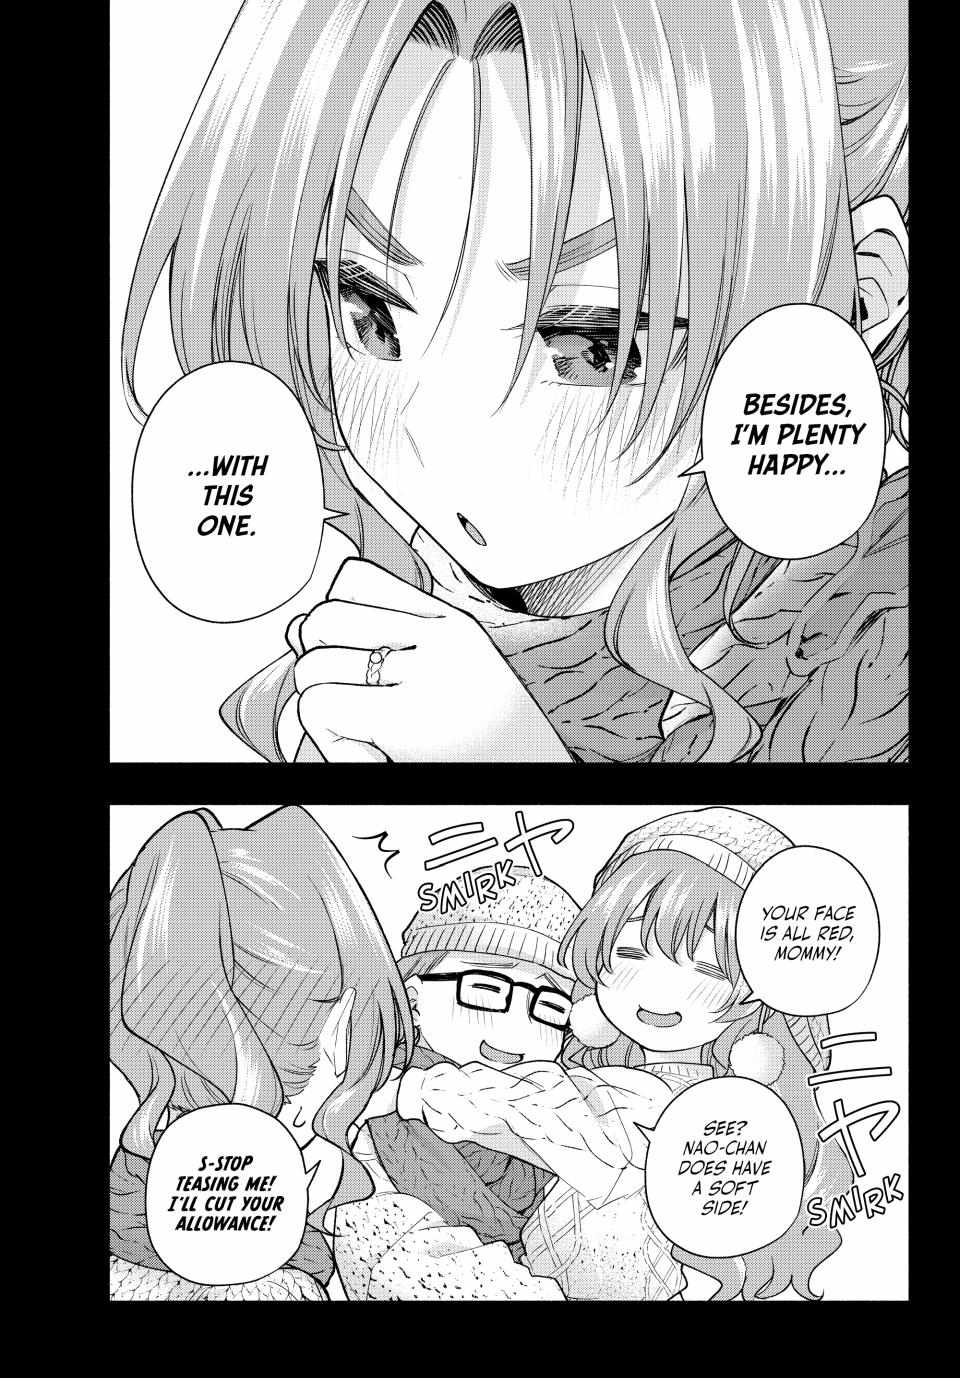 BESIDES,
I'M PLENTY
HAPPY...
...WITH
THIS
ONE.
ニヤ
SMIRK
YOUR FACE
IS ALL RED,
MOMMY!
ニヤ
SMIRK
SEE?
NAO-CHAN
DOES HAVE
A SOFT
SIDE!
S-STOP
TEASING ME!
I'LL CUT YOUR
ALLOWANCE!